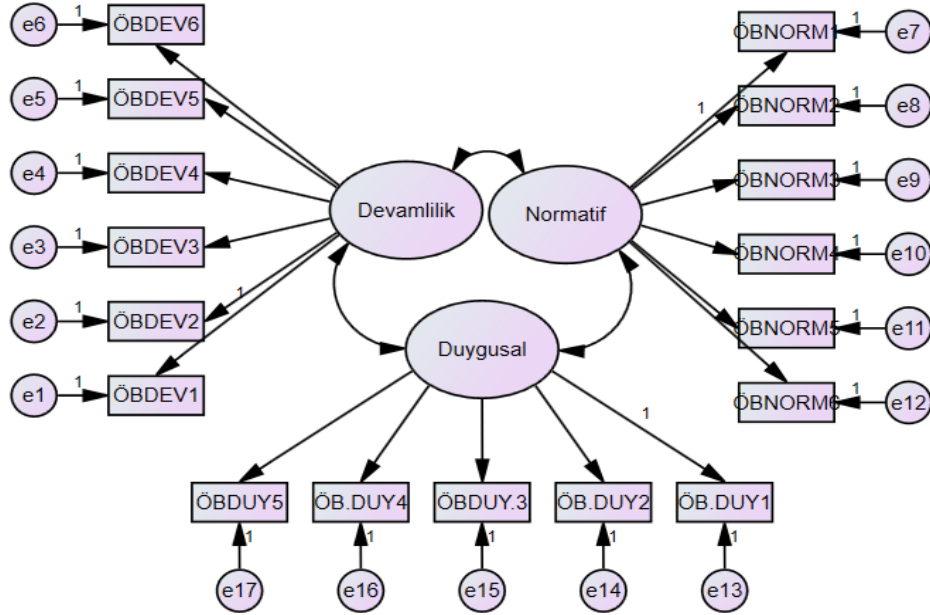 e6 1 ÖBDEV6
ÖBNORM1 1 e7
e5 1 ÖBDEV5
1 ÖBNORM2 1 e8
e4 1 ÖBDEV4
ÖBNORM3 1 e9
Devamlilik
Normatif
e3 1 ÖBDEV3
ÖBNORM4 1 e10
e2 1 ÖBDEV2 1
ÖBNORM5 1 e11
Duygusal
e1 1 ÖBDEV1
ÖBNORM6 1 e12
1
ÖBDUY5
ÖB.DUY4
ÖBDUY.3
ÖB.DUY2
ÖB.DUY1
1
1
1
1
1
e17
e16
e15
e14
e13